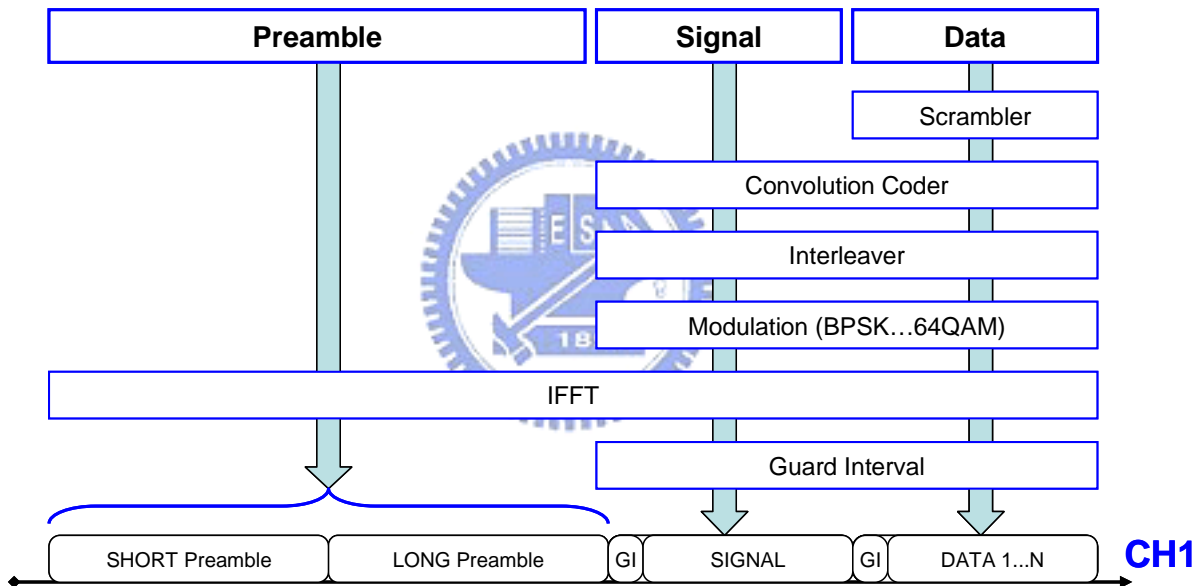 Preamble
Signal
Data
Scrambler
Convolution Coder
Interleaver
Modulation (BPSK…64QAM)
IFFT
Guard Interval
SHORT Preamble
LONG Preamble
GI
SIGNAL
GI
DATA 1...N
CH1